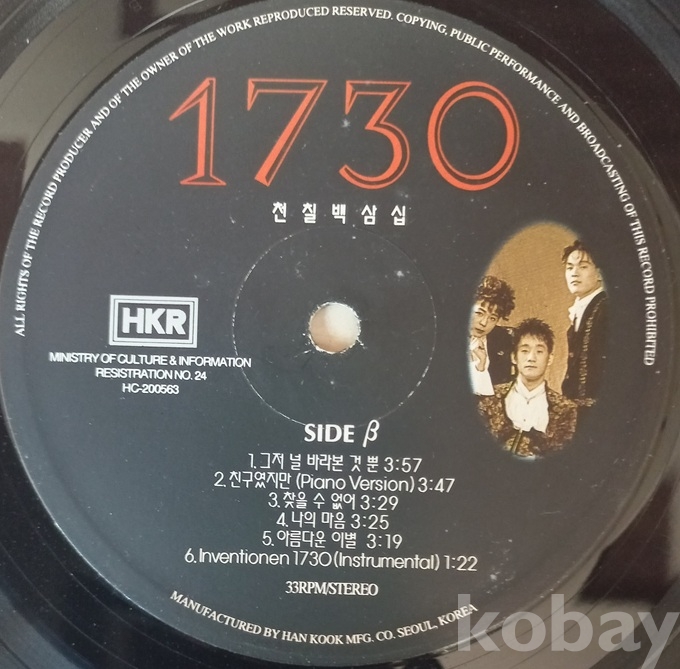 ALL RIGHTS OF THE RECORD PRODUCER AND OF THE OWNER OF THE WORK REPRODUCED RESERVED. COPYING, PUBLIC PERFORMANCE AND BROADCASTING OF THIS RECORD PROHIBITED
1730
천칠백삼십
HKR
MINISTRY OF CULTURE & INFORMATION
RESISTRATION NO. 24
HC-200563
SIDE β
1. 그저 널 바라본 것 뿐 3:57
2. 친구였지만 (Piano Version) 3:47
3. 찾을 수 없어 3:29
4. 나의 마음 3:25
5. 아름다운 이별 3:19
6. Inventionen 1730 (Instrumental) 1:22
33RPM/STEREO
MANUFACTURED BY HAN KOOK MFG. CO. SEOUL, KOREA
kobay